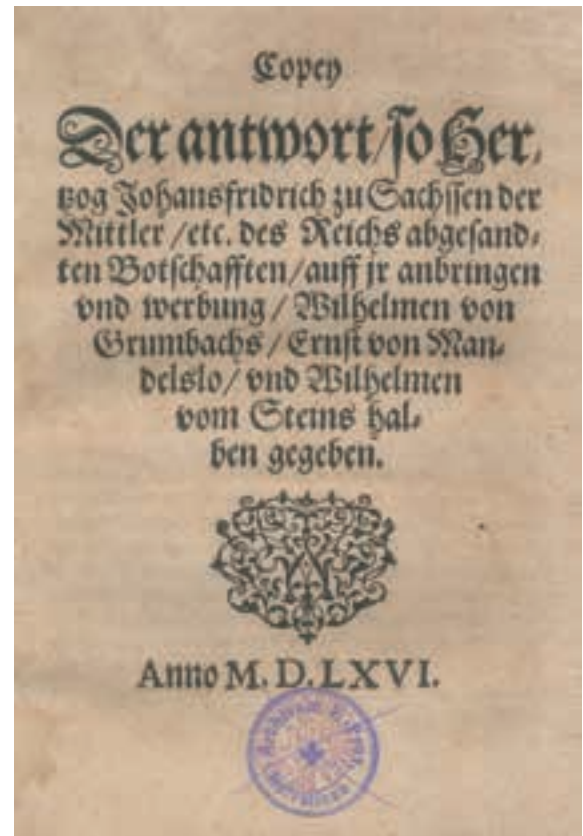 Copey
Der antwort/so Her⸗
tzog Johansfridrich zu Sachssen der
Mittler/etc. des Reichs abgesand⸗
ten Botschafften/auff jr anbringen
vnd werbung/Wilhelmen von
Grumbachs/Ernst von Man⸗
delslo/vnd Wilhelmen
vom Steins hal⸗
ben gegeben.
Anno M. D. LXVI.